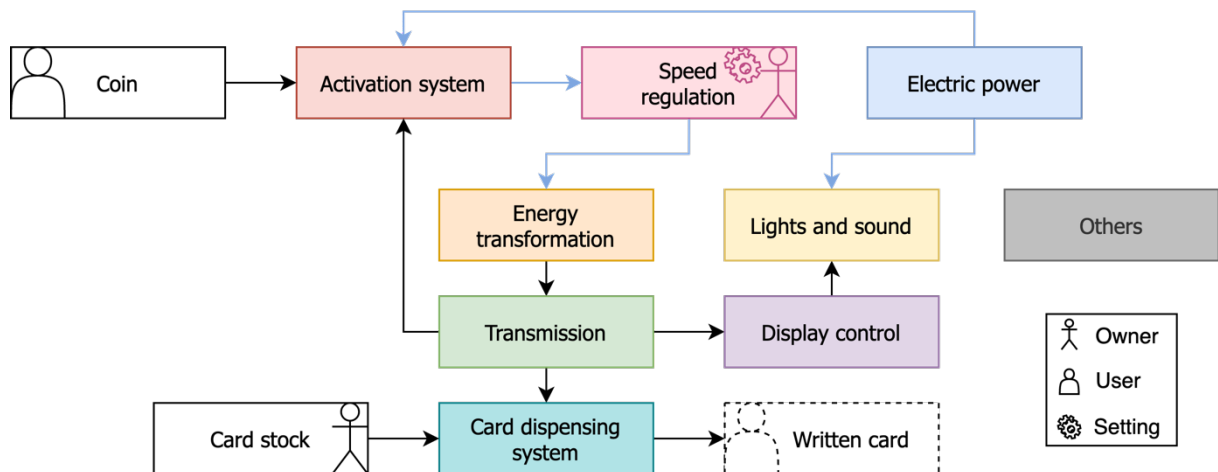 Coin
Activation system
Speed
regulation
Electric power
Energy
transformation
Lights and sound
Others
Transmission
Display control
Owner
User
Setting
Card stock
Card dispensing
system
Written card